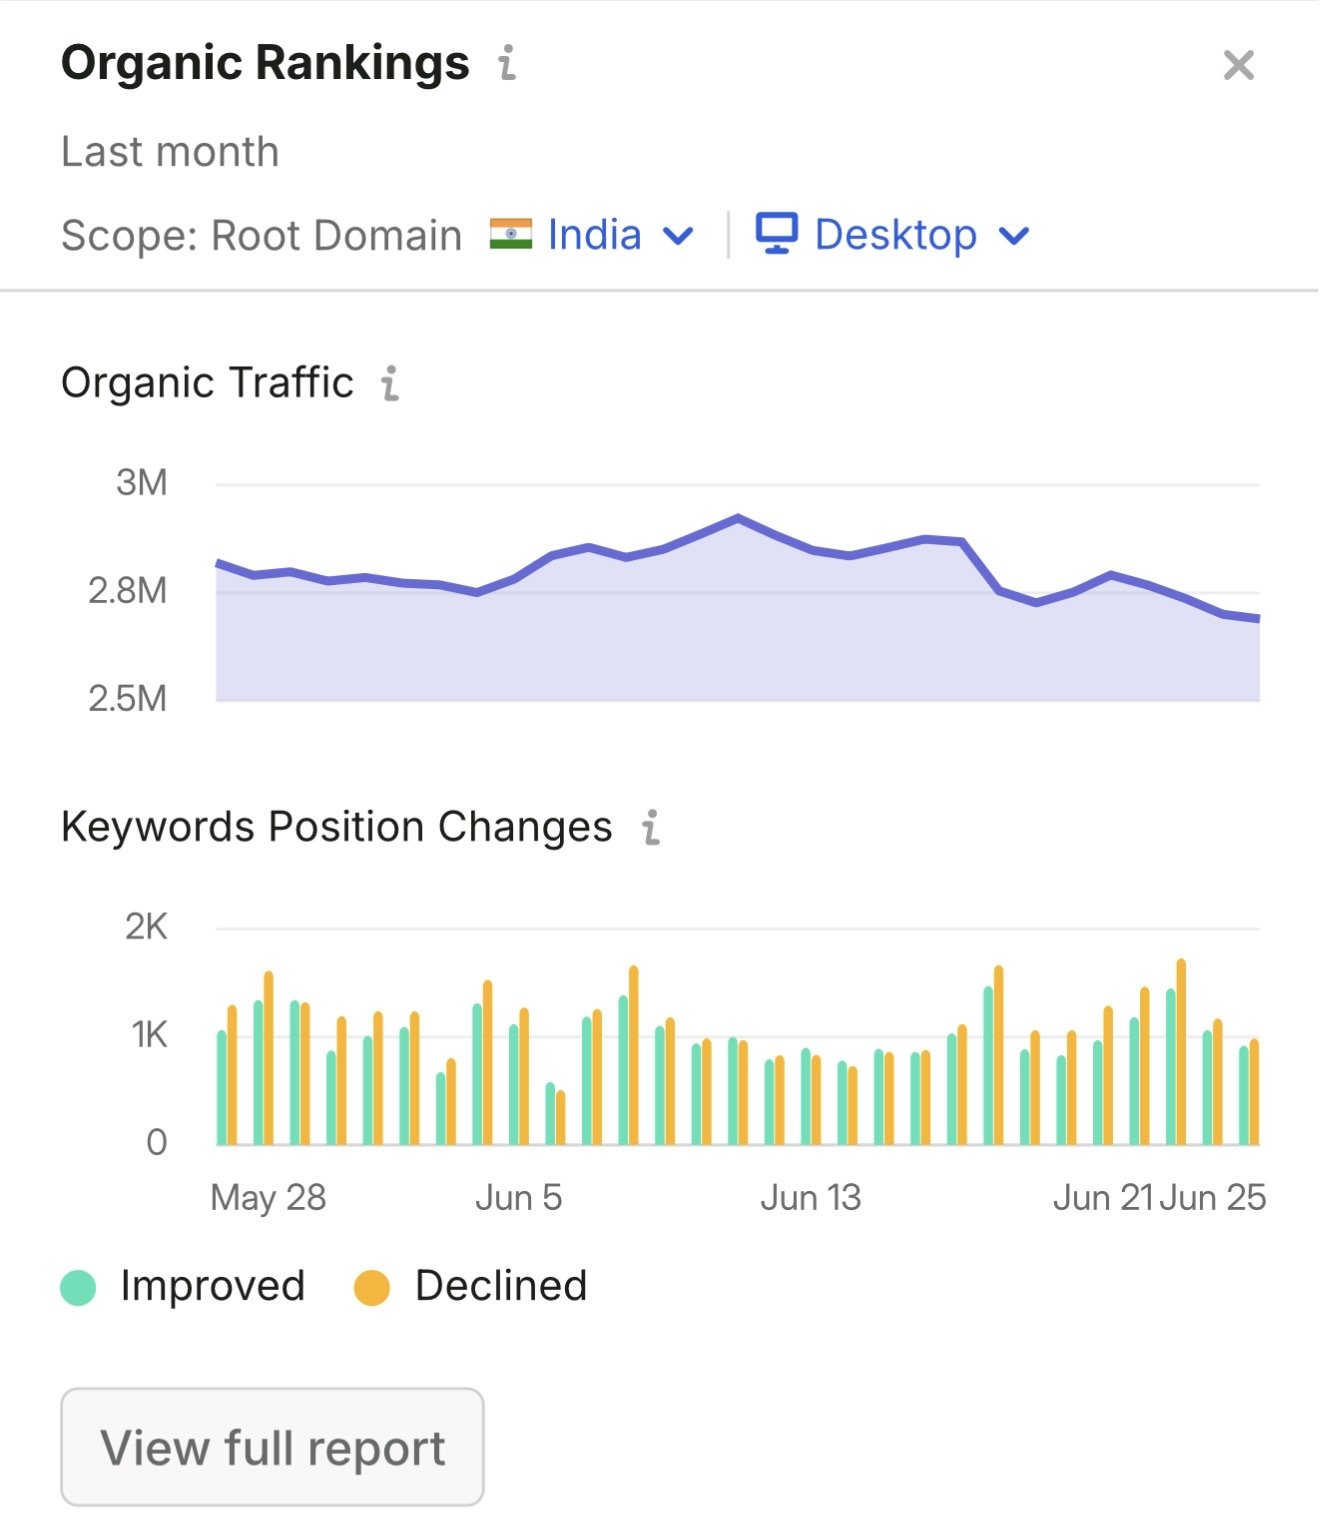 Organic Rankings i
Last month
Scope: Root Domain India Desktop
Organic Traffic i
3M
2.8M
2.5M
Keywords Position Changes i
2K
1K
0
May 28 Jun 5 Jun 13 Jun 21 Jun 25
Improved Declined
View full report